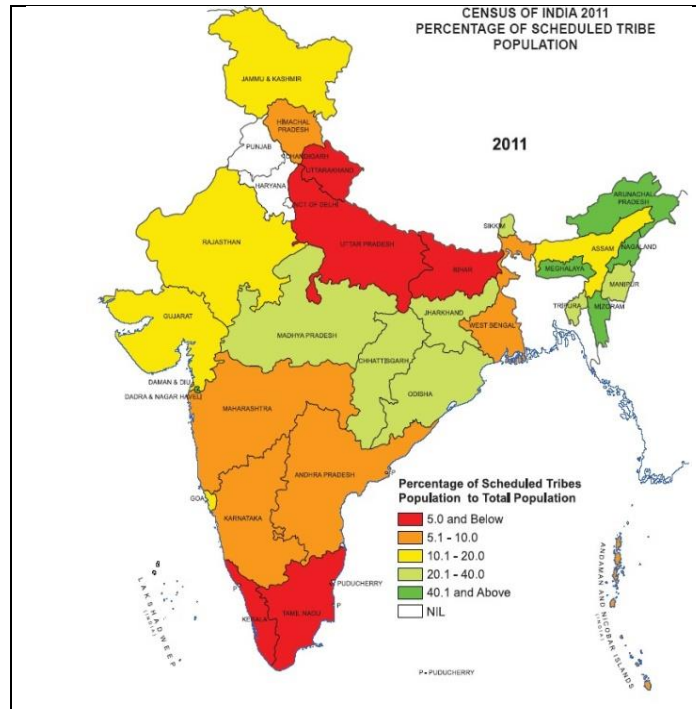 CENSUS OF INDIA 2011
PERCENTAGE OF SCHEDULED TRIBE
POPULATION
2011
JAMMU & KASHMIR
HIMACHAL
PRADESH
PUNJAB
CHANDIGARH
UTTARAKHAND
HARYANA
NCT OF DELHI
RAJASTHAN
UTTAR PRADESH
BIHAR
SIKKIM
ARUNACHAL
PRADESH
ASSAM
NAGALAND
MEGHALAYA
MANIPUR
TRIPURA
MIZORAM
GUJARAT
MADHYA PRADESH
JHARKHAND
WEST BENGAL
CHHATTISGARH
ODISHA
DAMAN & DIU
DADRA & NAGAR HAVELI
MAHARASHTRA
ANDHRA PRADESH
P
GOA
KARNATAKA
Percentage of Scheduled Tribes
Population to Total Population
5.0 and Below
5.1 - 10.0
10.1 - 20.0
20.1 - 40.0
40.1 and Above
NIL
PUDUCHERRY
P
P
KERALA
TAMIL NADU
LAKSHADWEEP
(INDIA)
ANDAMAN AND NICOBAR ISLANDS
(INDIA)
P - PUDUCHERRY